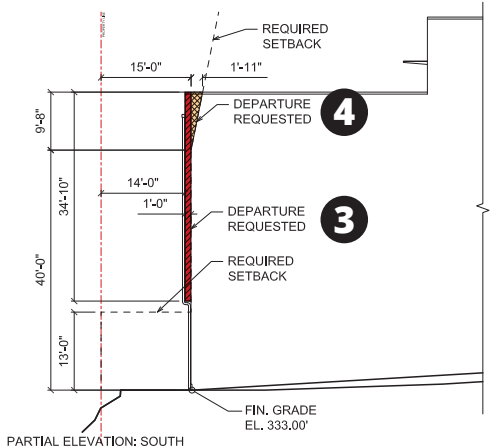 REQUIRED
SETBACK
15'-0"
1'-11"
9'-8"
DEPARTURE
REQUESTED
4
34'-10"
14'-0"
1'-0"
DEPARTURE
REQUESTED
3
40'-0"
REQUIRED
SETBACK
13'-0"
FIN. GRADE
EL. 333.00'
PARTIAL ELEVATION: SOUTH